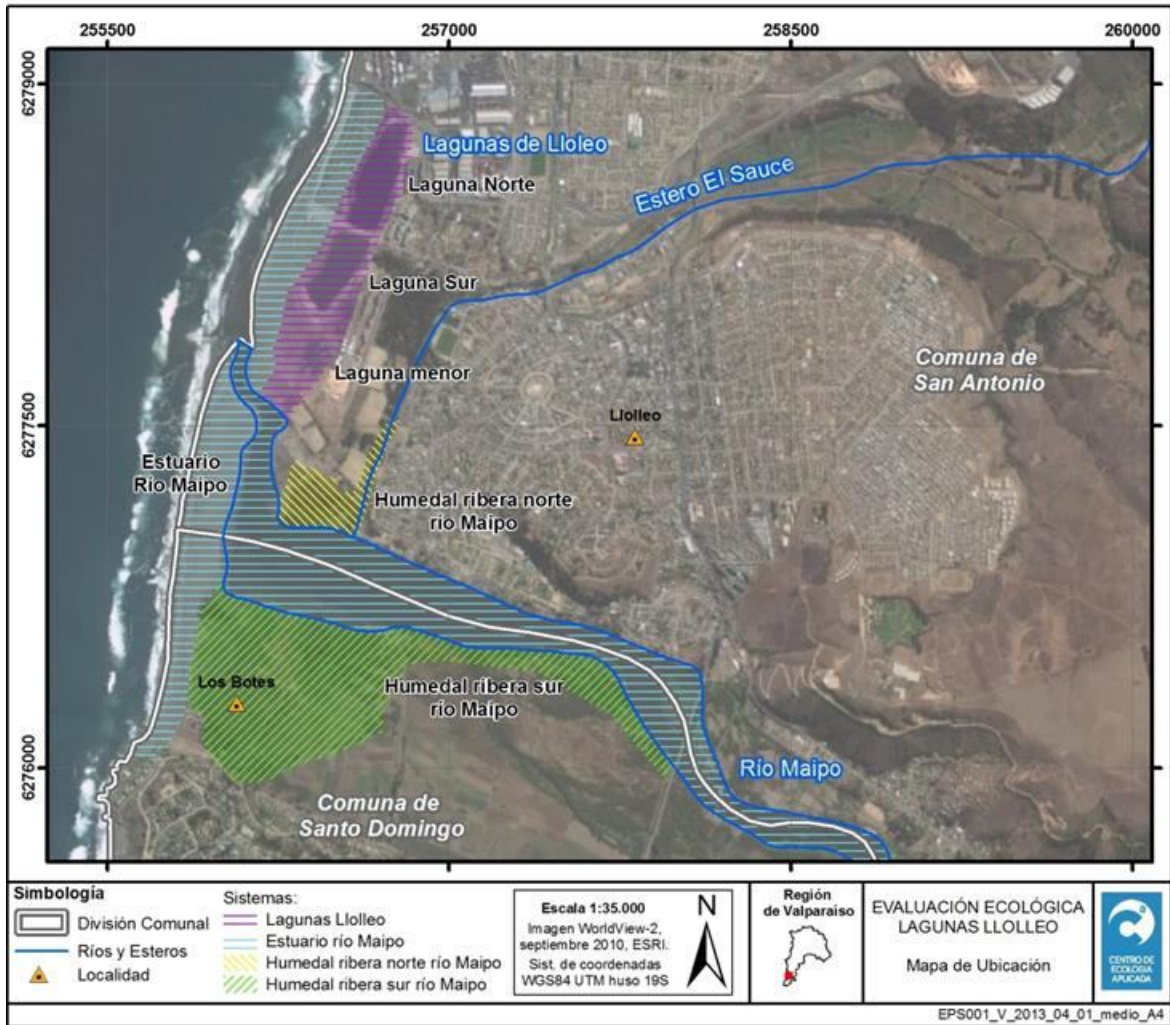 255500 257000 258500 260000
6279000
6277500
6276000
Lagunas de Lloleo
Laguna Norte
Estero El Sauce
Laguna Sur
Comuna de
San Antonio
Laguna menor
Llolleo
Estuario
Río Maipo
Humedal ribera norte
río Maipo
Los Botes
Humedal ribera sur
río Maipo
Río Maipo
Comuna de
Santo Domingo
Simbología
División Comunal
Ríos y Esteros
Localidad
Sistemas:
Lagunas Llolleo
Estuario río Maipo
Humedal ribera norte río Maipo
Humedal ribera sur río Maipo
Escala 1:35.000
Imagen WorldView-2,
septiembre 2010, ESRI.
Sist. de coordenadas
WGS84 UTM huso 19S
N
Región
de Valparaíso
EVALUACIÓN ECOLÓGICA
LAGUNAS LLOLLEO
Mapa de Ubicación
CENTRO DE
ECOLOGIA
APLICADA
EPS001_V_2013_04_01_medio_A4